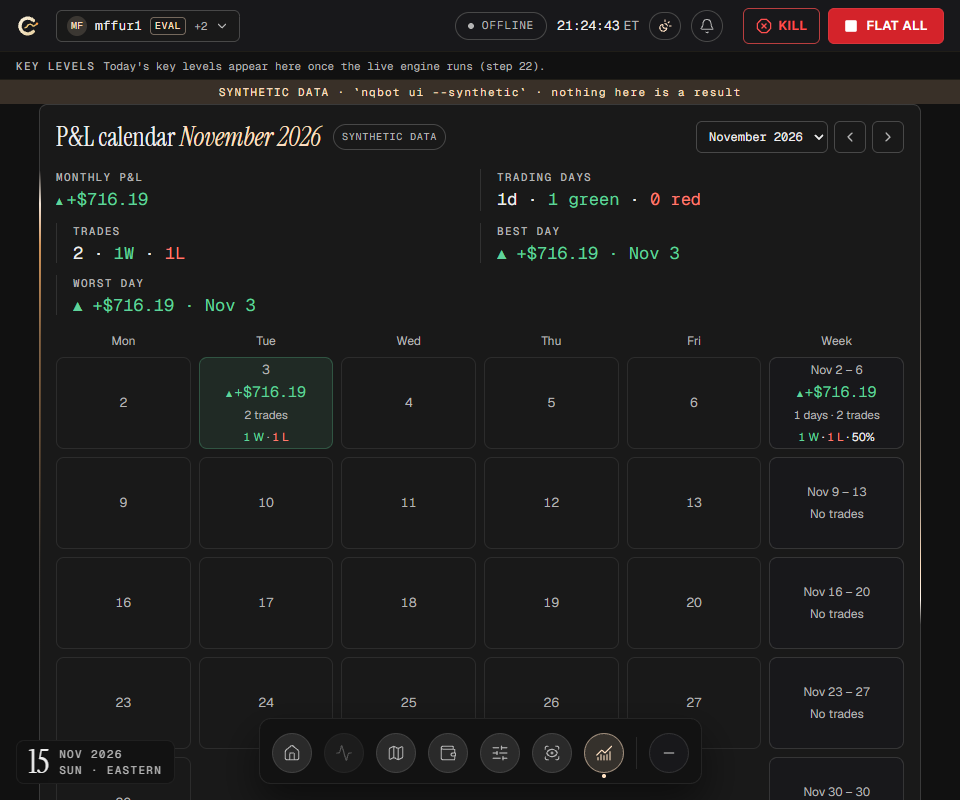 MF mffur1 EVAL +2 OFFLINE 21:24:43 ET KILL FLAT ALL
KEY LEVELS Today's key levels appear here once the live engine runs (step 22).
SYNTHETIC DATA · `nqbot ui --synthetic` · nothing here is a result
P&L calendar November 2026 SYNTHETIC DATA November 2026
MONTHLY P&L
▲+$716.19
TRADING DAYS
1d · 1 green · 0 red
TRADES
2 · 1W · 1L
BEST DAY
▲ +$716.19 · Nov 3
WORST DAY
▲ +$716.19 · Nov 3
Mon Tue Wed Thu Fri Week
2
3
▲+$716.19
2 trades
1 W · 1 L
4
5
6
Nov 2 – 6
▲+$716.19
1 days · 2 trades
1 W · 1 L · 50%
9 10 11 12 13
Nov 9 – 13
No trades
16 17 18 19 20
Nov 16 – 20
No trades
23 24 25 26 27
Nov 23 – 27
No trades
Nov 30 – 30
15 NOV 2026
SUN · EASTERN